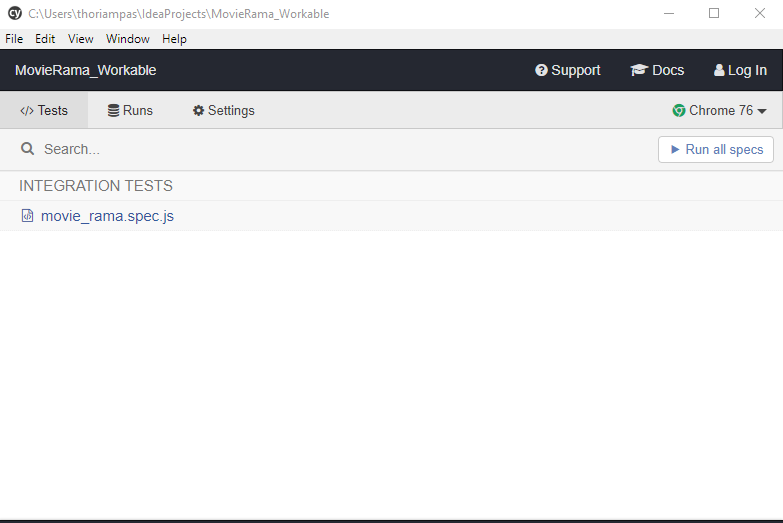 cy C:\Users\thoriampas\IdeaProjects\MovieRama_Workable
File Edit View Window Help
MovieRama_Workable Support Docs Log In
</> Tests Runs Settings Chrome 76
Search... Run all specs
INTEGRATION TESTS
movie_rama.spec.js